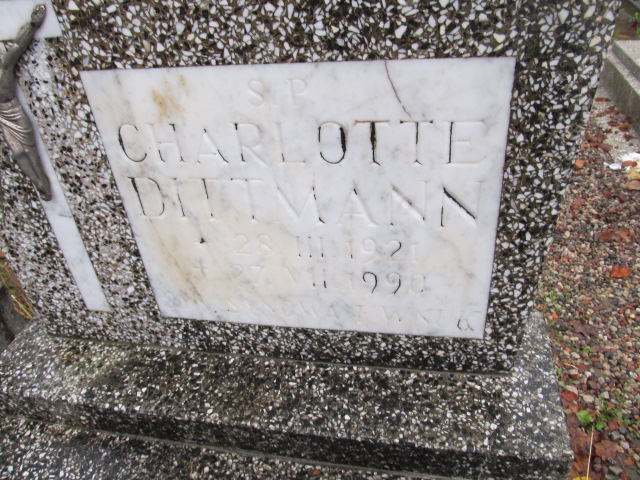 S.P.
CHARLOTTE
DITTMANN
* 28 III 1921
+ 27 VII 1990